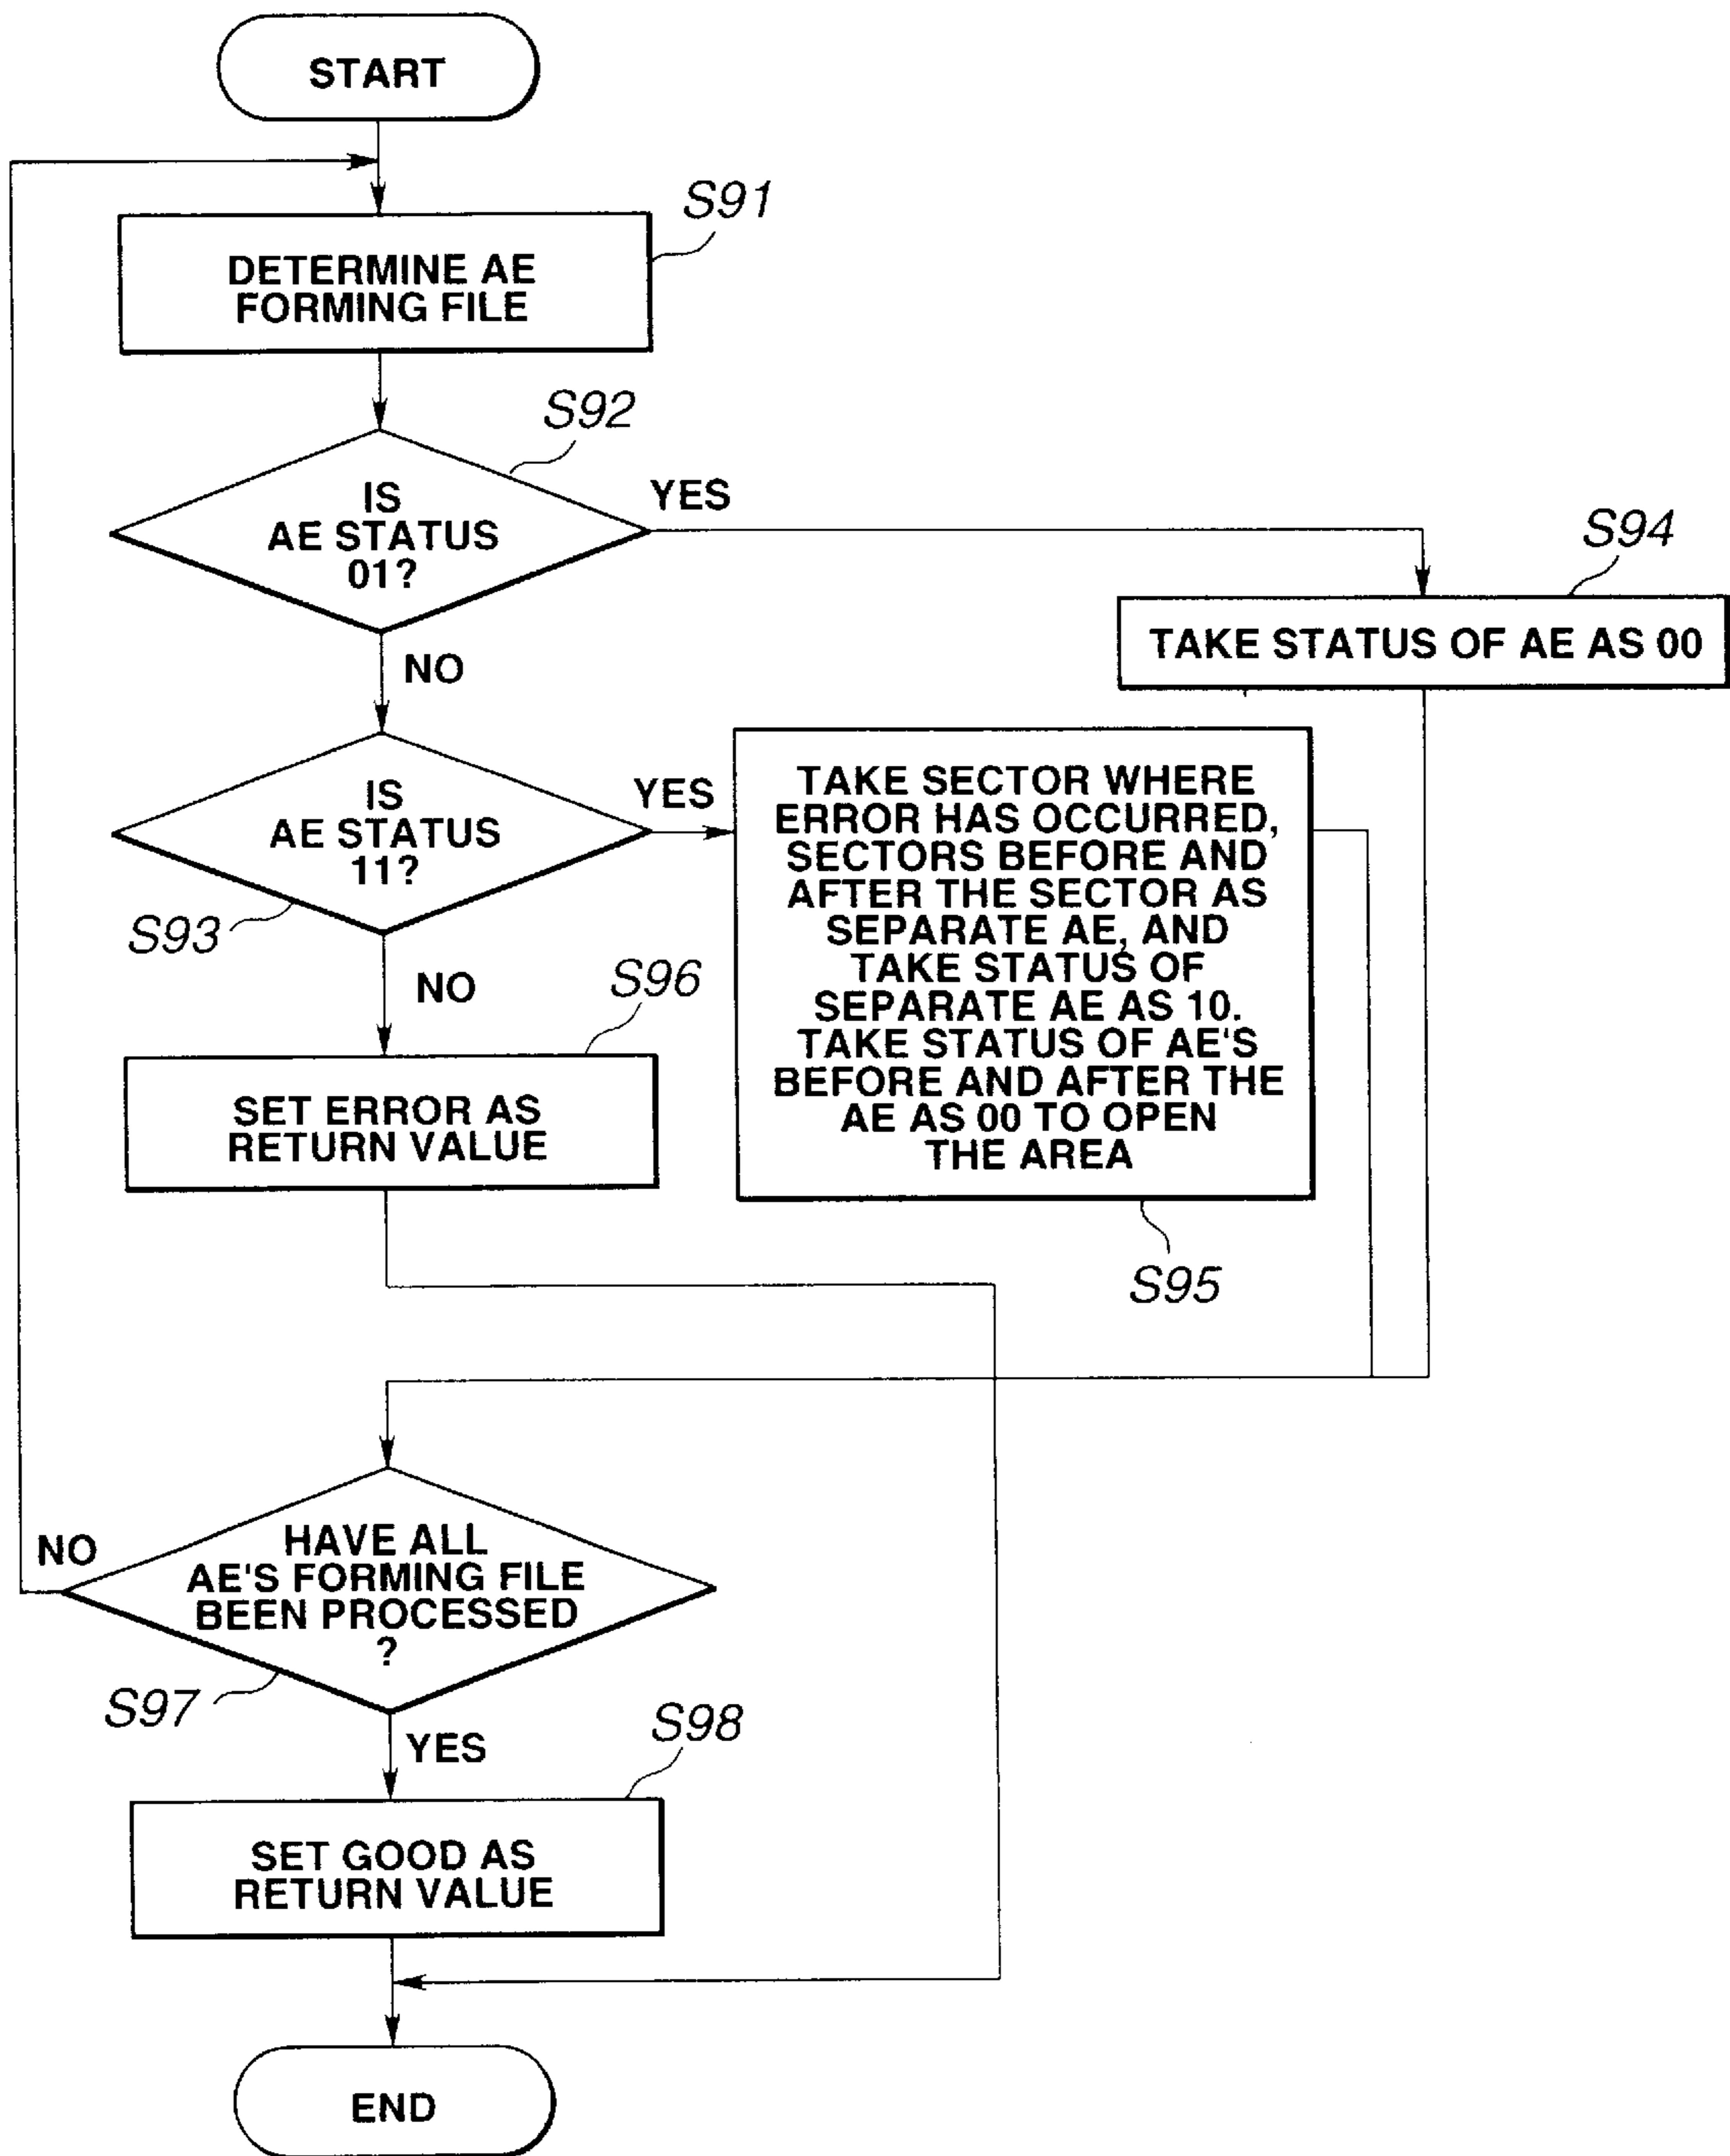 START
S91
DETERMINE AE
FORMING FILE
S92
IS
AE STATUS
01?
YES
NO
S94
TAKE STATUS OF AE AS 00
IS
AE STATUS
11?
YES
S93
NO
TAKE SECTOR WHERE
ERROR HAS OCCURRED,
SECTORS BEFORE AND
AFTER THE SECTOR AS
SEPARATE AE, AND
TAKE STATUS OF
SEPARATE AE AS 10.
TAKE STATUS OF AE'S
BEFORE AND AFTER THE
AE AS 00 TO OPEN
THE AREA
S95
S96
SET ERROR AS
RETURN VALUE
HAVE ALL
AE'S FORMING FILE
BEEN PROCESSED
?
NO
S97
YES
S98
SET GOOD AS
RETURN VALUE
END